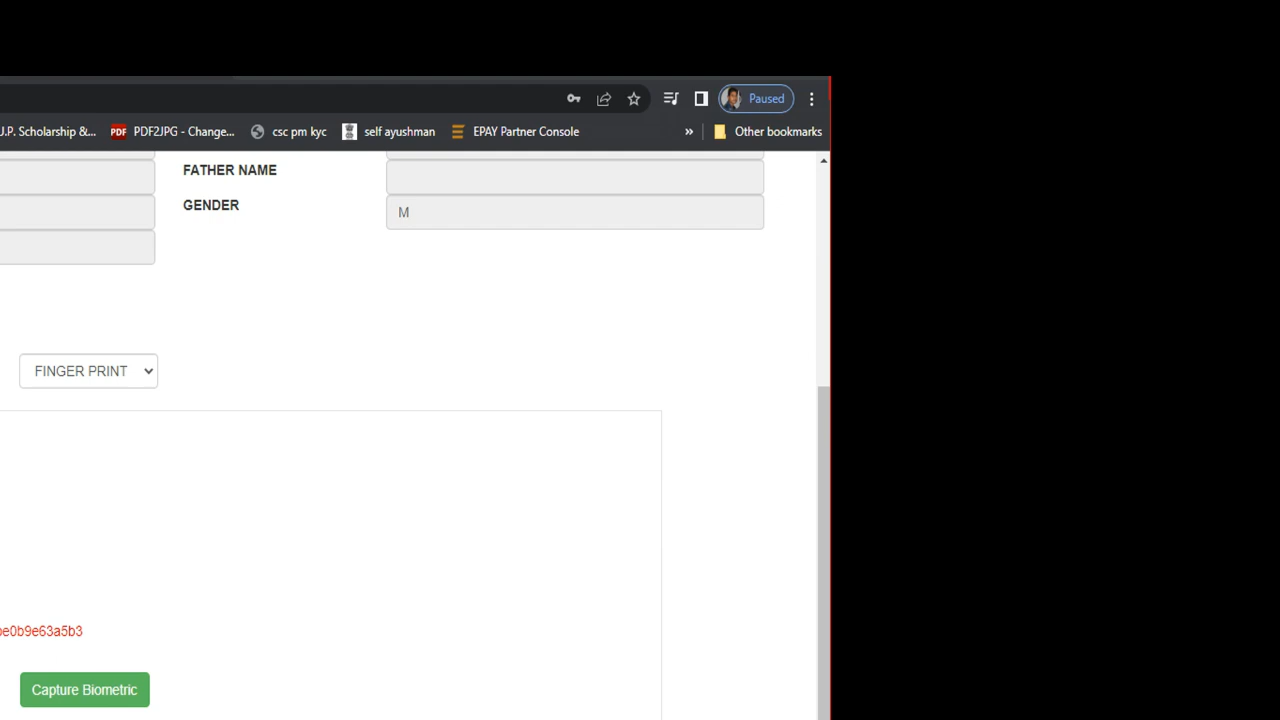 Paused
J.P. Scholarship &... PDF PDF2JPG - Change... csc pm kyc self ayushman EPAY Partner Console » Other bookmarks
FATHER NAME
GENDER M
FINGER PRINT
be0b9e63a5b3
Capture Biometric